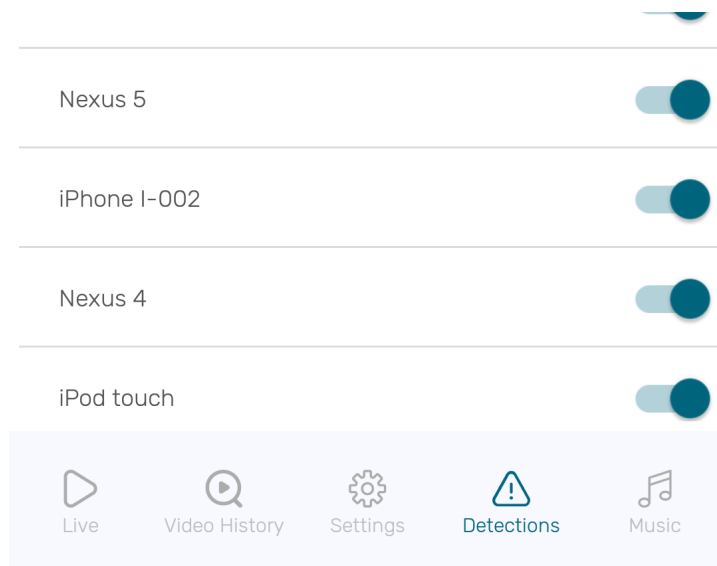 Nexus 5
iPhone I-002
Nexus 4
iPod touch
Live Video History Settings Detections Music